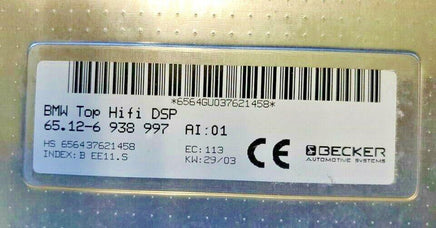 *6564GU037621458*
BMW Top Hifi DSP
65.12-6 938 997 AI:01
HS 656437621458 EC:113
INDEX:B EE11.S KW:29/03
CE
BECKER
AUTOMOTIVE SYSTEMS